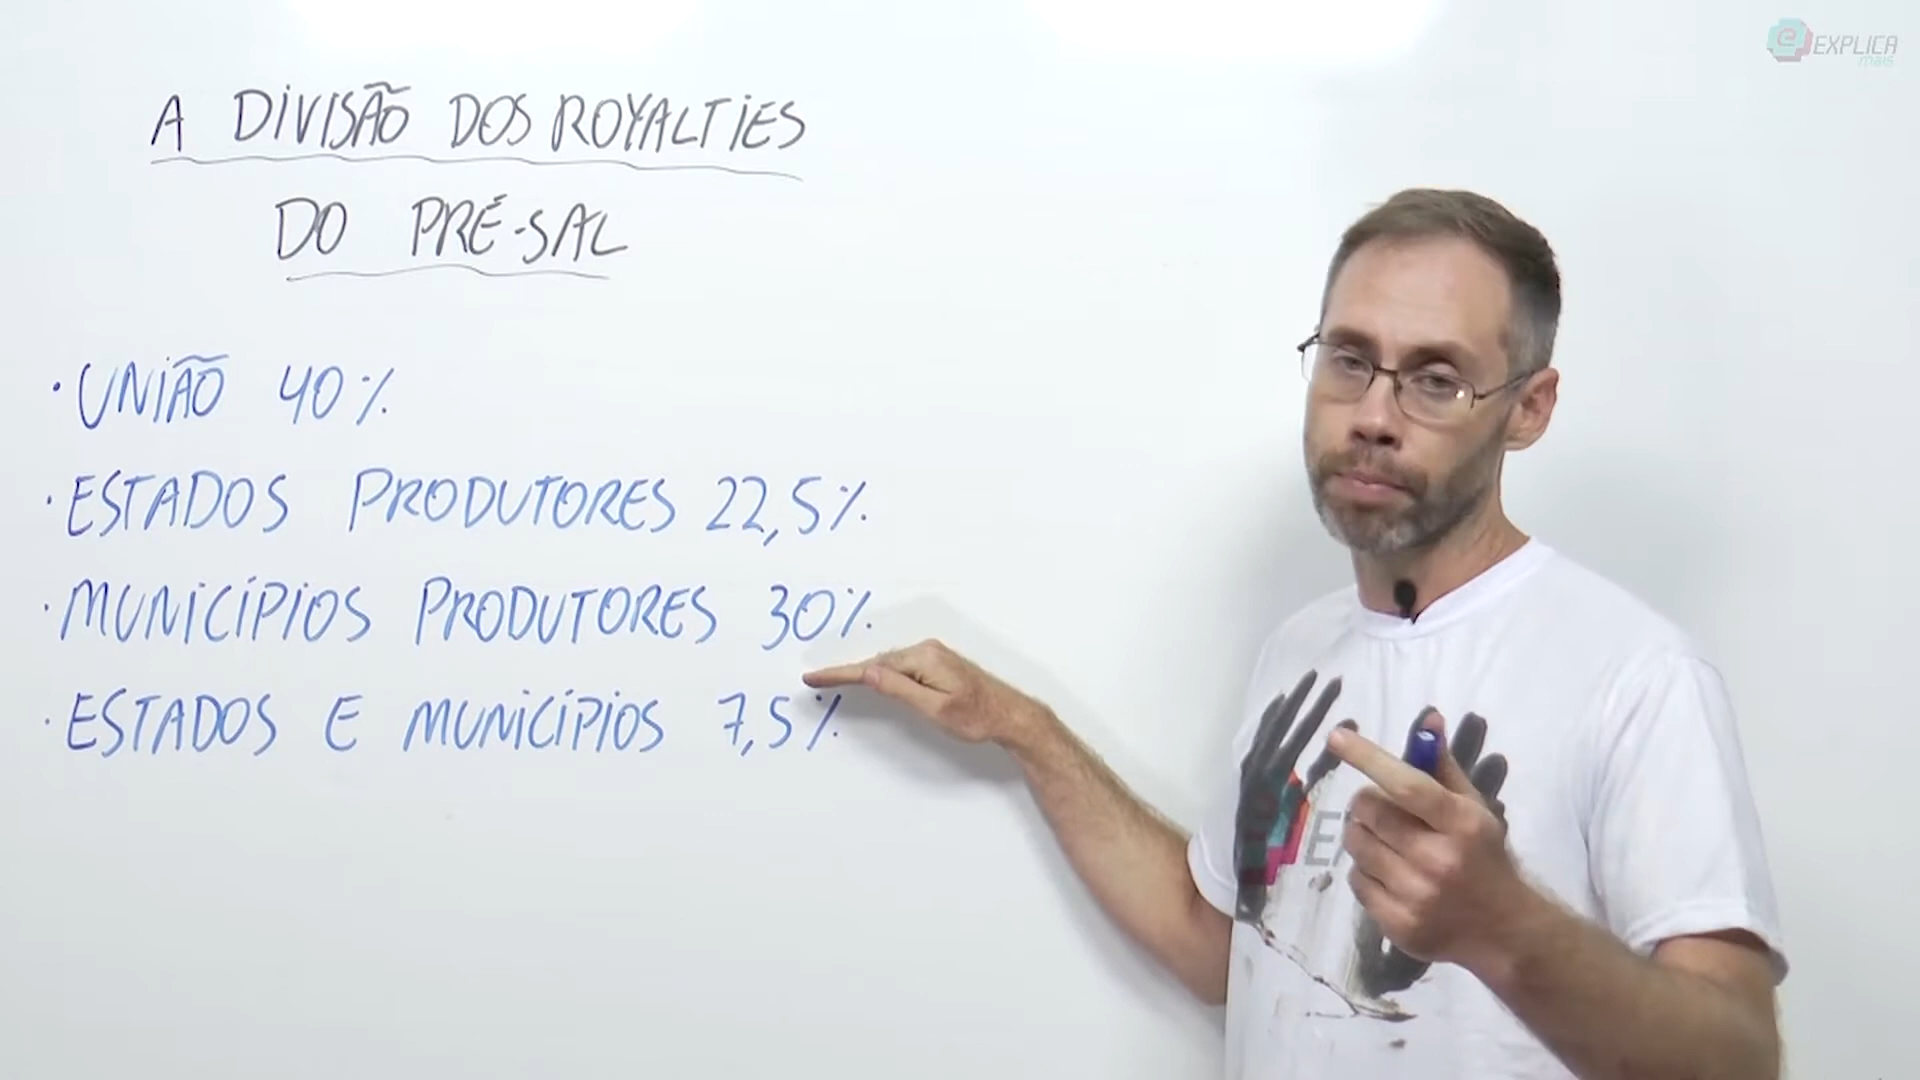 EXPLICA
mais
A DIVISÃO DOS ROYALTIES
DO PRÉ-SAL
• UNIÃO 40%
• ESTADOS PRODUTORES 22,5%
• MUNICÍPIOS PRODUTORES 30%
• ESTADOS E MUNICÍPIOS 7,5%